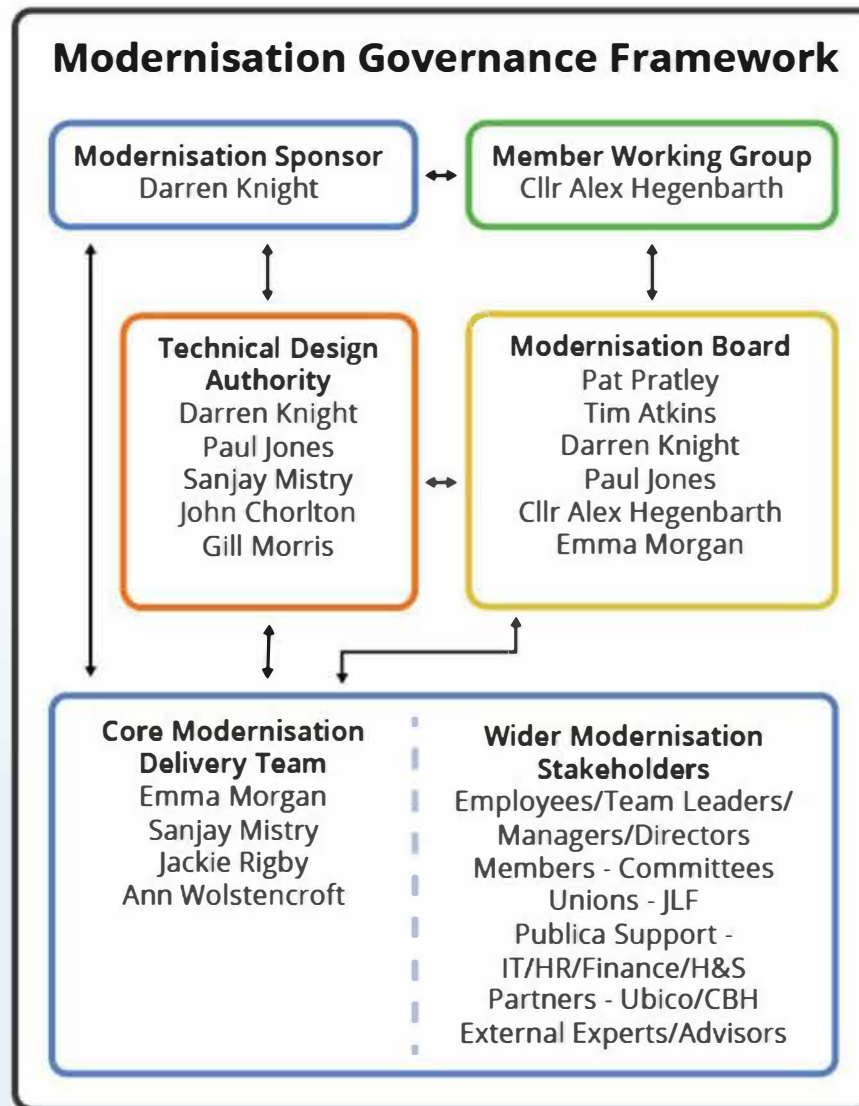 Modernisation Governance Framework
Modernisation Sponsor
Darren Knight
Member Working Group
Cllr Alex Hegenbarth
Technical Design
Authority
Darren Knight
Paul Jones
Sanjay Mistry
John Chorlton
Gill Morris
Modernisation Board
Pat Pratley
Tim Atkins
Darren Knight
Paul Jones
Cllr Alex Hegenbarth
Emma Morgan
Core Modernisation
Delivery Team
Emma Morgan
Sanjay Mistry
Jackie Rigby
Ann Wolstencroft
Wider Modernisation
Stakeholders
Employees/Team Leaders/
Managers/Directors
Members - Committees
Unions - JLF
Publica Support -
IT/HR/Finance/H&S
Partners - Ubico/CBH
External Experts/Advisors